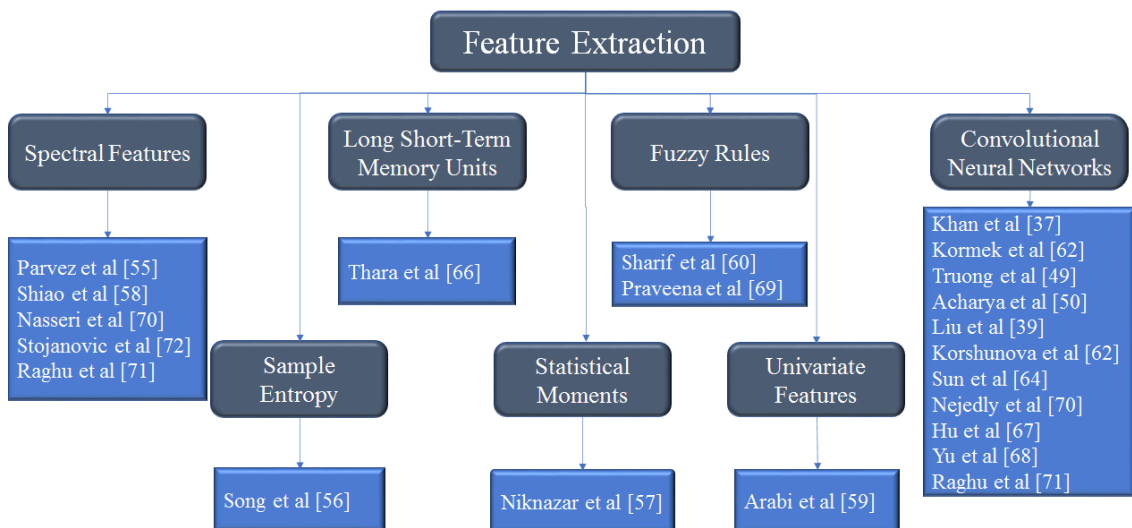 Feature Extraction
Spectral Features
Long Short-Term
Memory Units
Fuzzy Rules
Convolutional
Neural Networks
Parvez et al [55]
Shiao et al [58]
Nasseri et al [70]
Stojanovic et al [72]
Raghu et al [71]
Thara et al [66]
Sharif et al [60]
Praveena et al [69]
Khan et al [37]
Kormek et al [62]
Truong et al [49]
Acharya et al [50]
Liu et al [39]
Korshunova et al [62]
Sun et al [64]
Nejedly et al [70]
Hu et al [67]
Yu et al [68]
Raghu et al [71]
Sample
Entropy
Statistical
Moments
Univariate
Features
Song et al [56]
Niknazar et al [57]
Arabi et al [59]